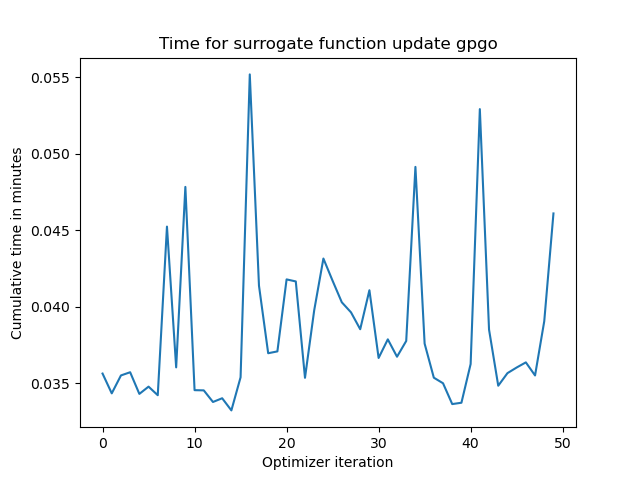 Time for surrogate function update gpgo
Cumulative time in minutes
0.055
0.050
0.045
0.040
0.035
0 10 20 30 40 50
Optimizer iteration